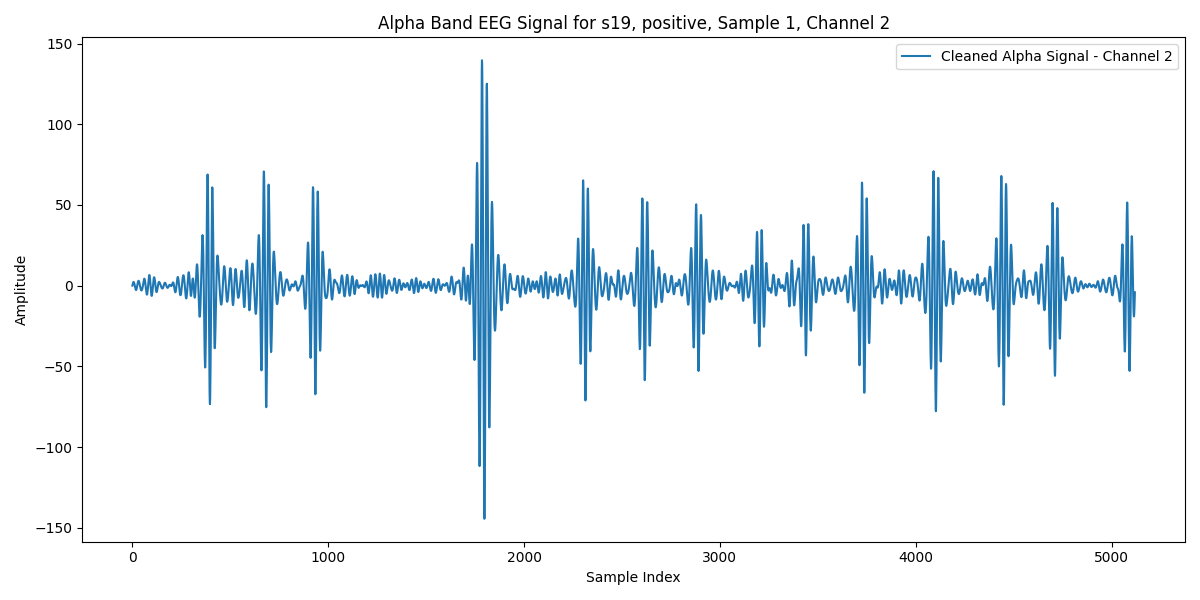 Alpha Band EEG Signal for s19, positive, Sample 1, Channel 2
Cleaned Alpha Signal - Channel 2
150
100
50
0
−50
−100
−150
Amplitude
0 1000 2000 3000 4000 5000
Sample Index